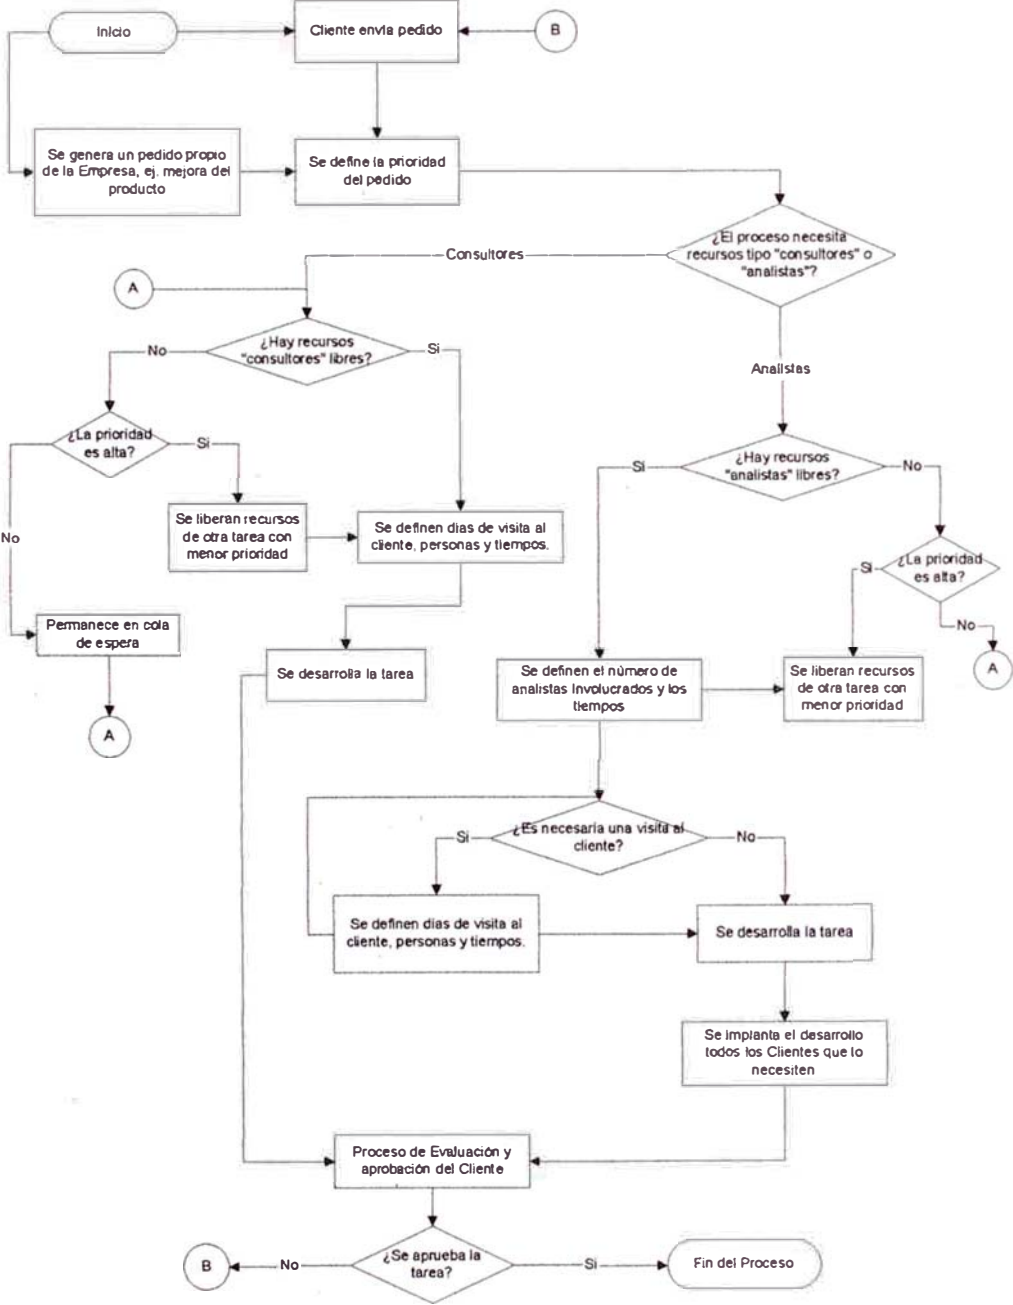 Inicio
Cliente envía pedido
B
Se genera un pedido propio
de la Empresa, ej. mejora del
producto
Se define la prioridad
del pedido
¿El proceso necesita
recursos tipo "consultores" o
"analistas"?
Consultores
A
¿Hay recursos
"consultores" libres?
No
Si
Analistas
¿La prioridad
es alta?
Si
No
¿Hay recursos
"analistas" libres?
Si
No
Se liberan recursos
de otra tarea con
menor prioridad
Se definen días de visita al
cliente, personas y tiempos.
¿La prioridad
es alta?
Si
No
A
Permanece en cola
de espera
A
Se desarrolla la tarea
Se definen el número de
analistas Involucrados y los
tiempos
Se liberan recursos
de otra tarea con
menor prioridad
¿Es necesaria una visita al
cliente?
Si
No
Se definen días de visita al
cliente, personas y tiempos.
Se desarrolla la tarea
Se implanta el desarrollo
todos los Clientes que lo
necesiten
Proceso de Evaluación y
aprobación del Cliente
¿Se aprueba la
tarea?
No
B
Si
Fin del Proceso